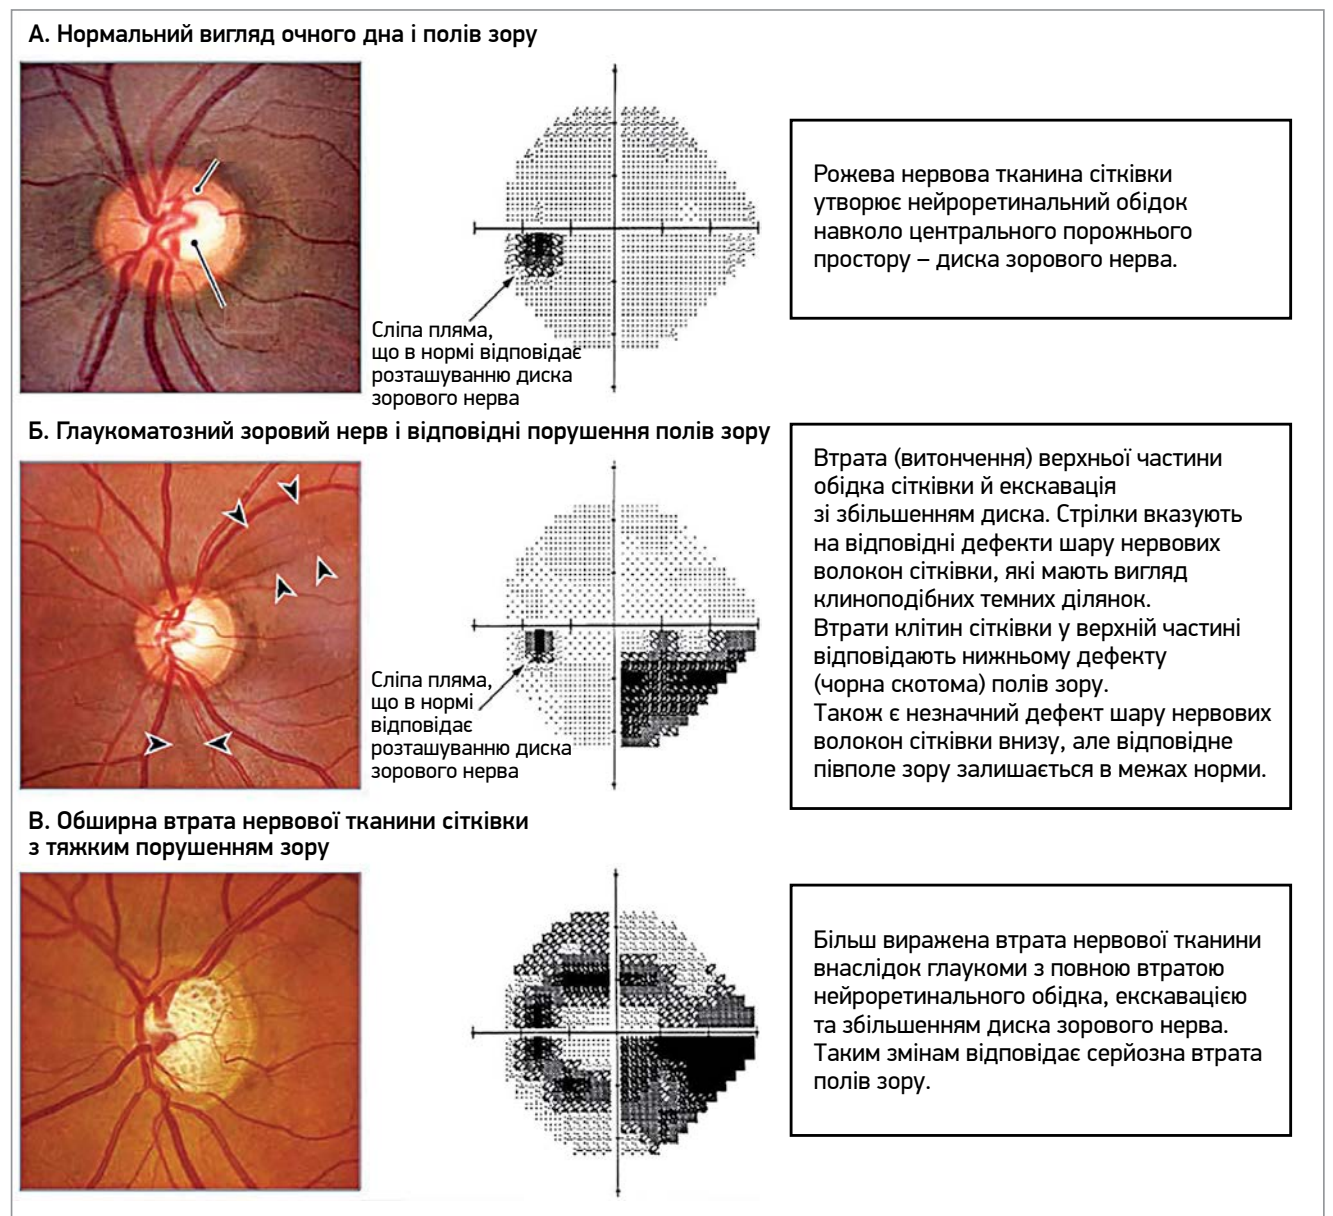 А. Нормальний вигляд очного дна і полів зору
Сліпа пляма,
що в нормі відповідає
розташуванню диска
зорового нерва
Рожева нервова тканина сітківки
утворює нейроретинальний обідок
навколо центрального порожнього
простору – диска зорового нерва.
Б. Глаукоматозний зоровий нерв і відповідні порушення полів зору
Сліпа пляма,
що в нормі
відповідає
розташуванню диска
зорового нерва
Втрата (витончення) верхньої частини
обідка сітківки й екскавація
зі збільшенням диска. Стрілки вказують
на відповідні дефекти шару нервових
волокон сітківки, які мають вигляд
клиноподібних темних ділянок.
Втрати клітин сітківки у верхній частині
відповідають нижньому дефекту
(чорна скотома) полів зору.
Також є незначний дефект шару нервових
волокон сітківки внизу, але відповідне
півполе зору залишається в межах норми.
В. Обширна втрата нервової тканини сітківки
з тяжким порушенням зору
Більш виражена втрата нервової тканини
внаслідок глаукоми з повною втратою
нейроретинального обідка, екскавацією
та збільшенням диска зорового нерва.
Таким змінам відповідає серйозна втрата
полів зору.